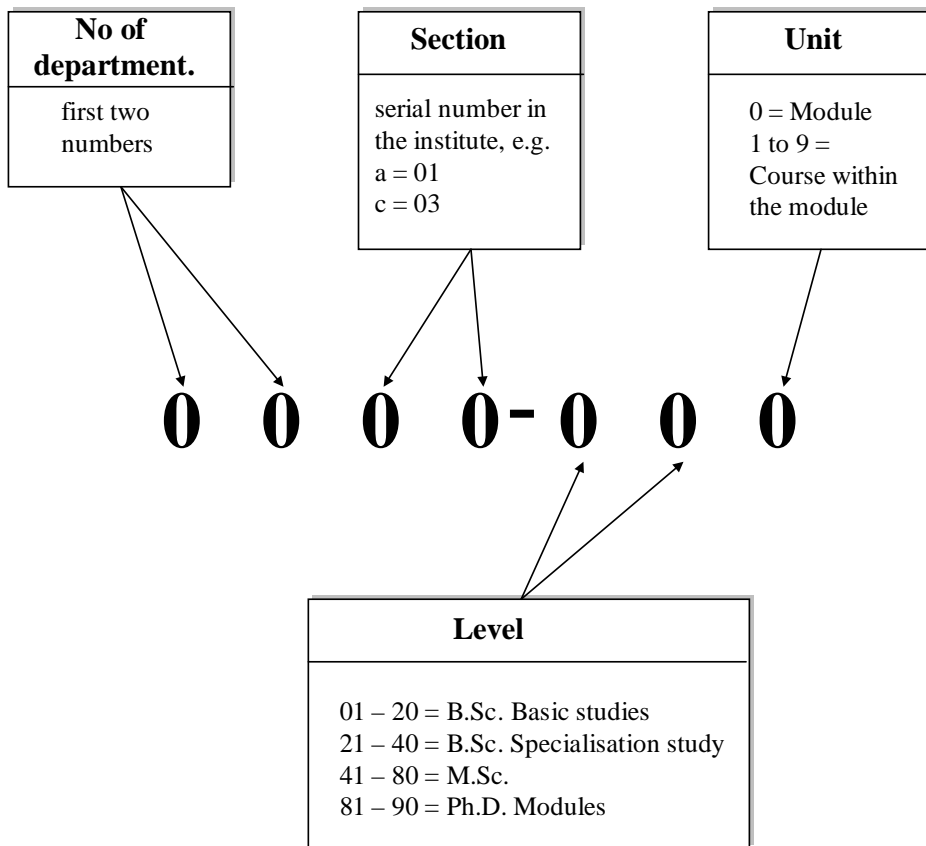 No of
department.
first two
numbers
Section
serial number in
the institute, e.g.
a = 01
c = 03
Unit
0 = Module
1 to 9 =
Course within
the module
0 0 0 0 - 0 0 0
Level
01 – 20 = B.Sc. Basic studies
21 – 40 = B.Sc. Specialisation study
41 – 80 = M.Sc.
81 – 90 = Ph.D. Modules